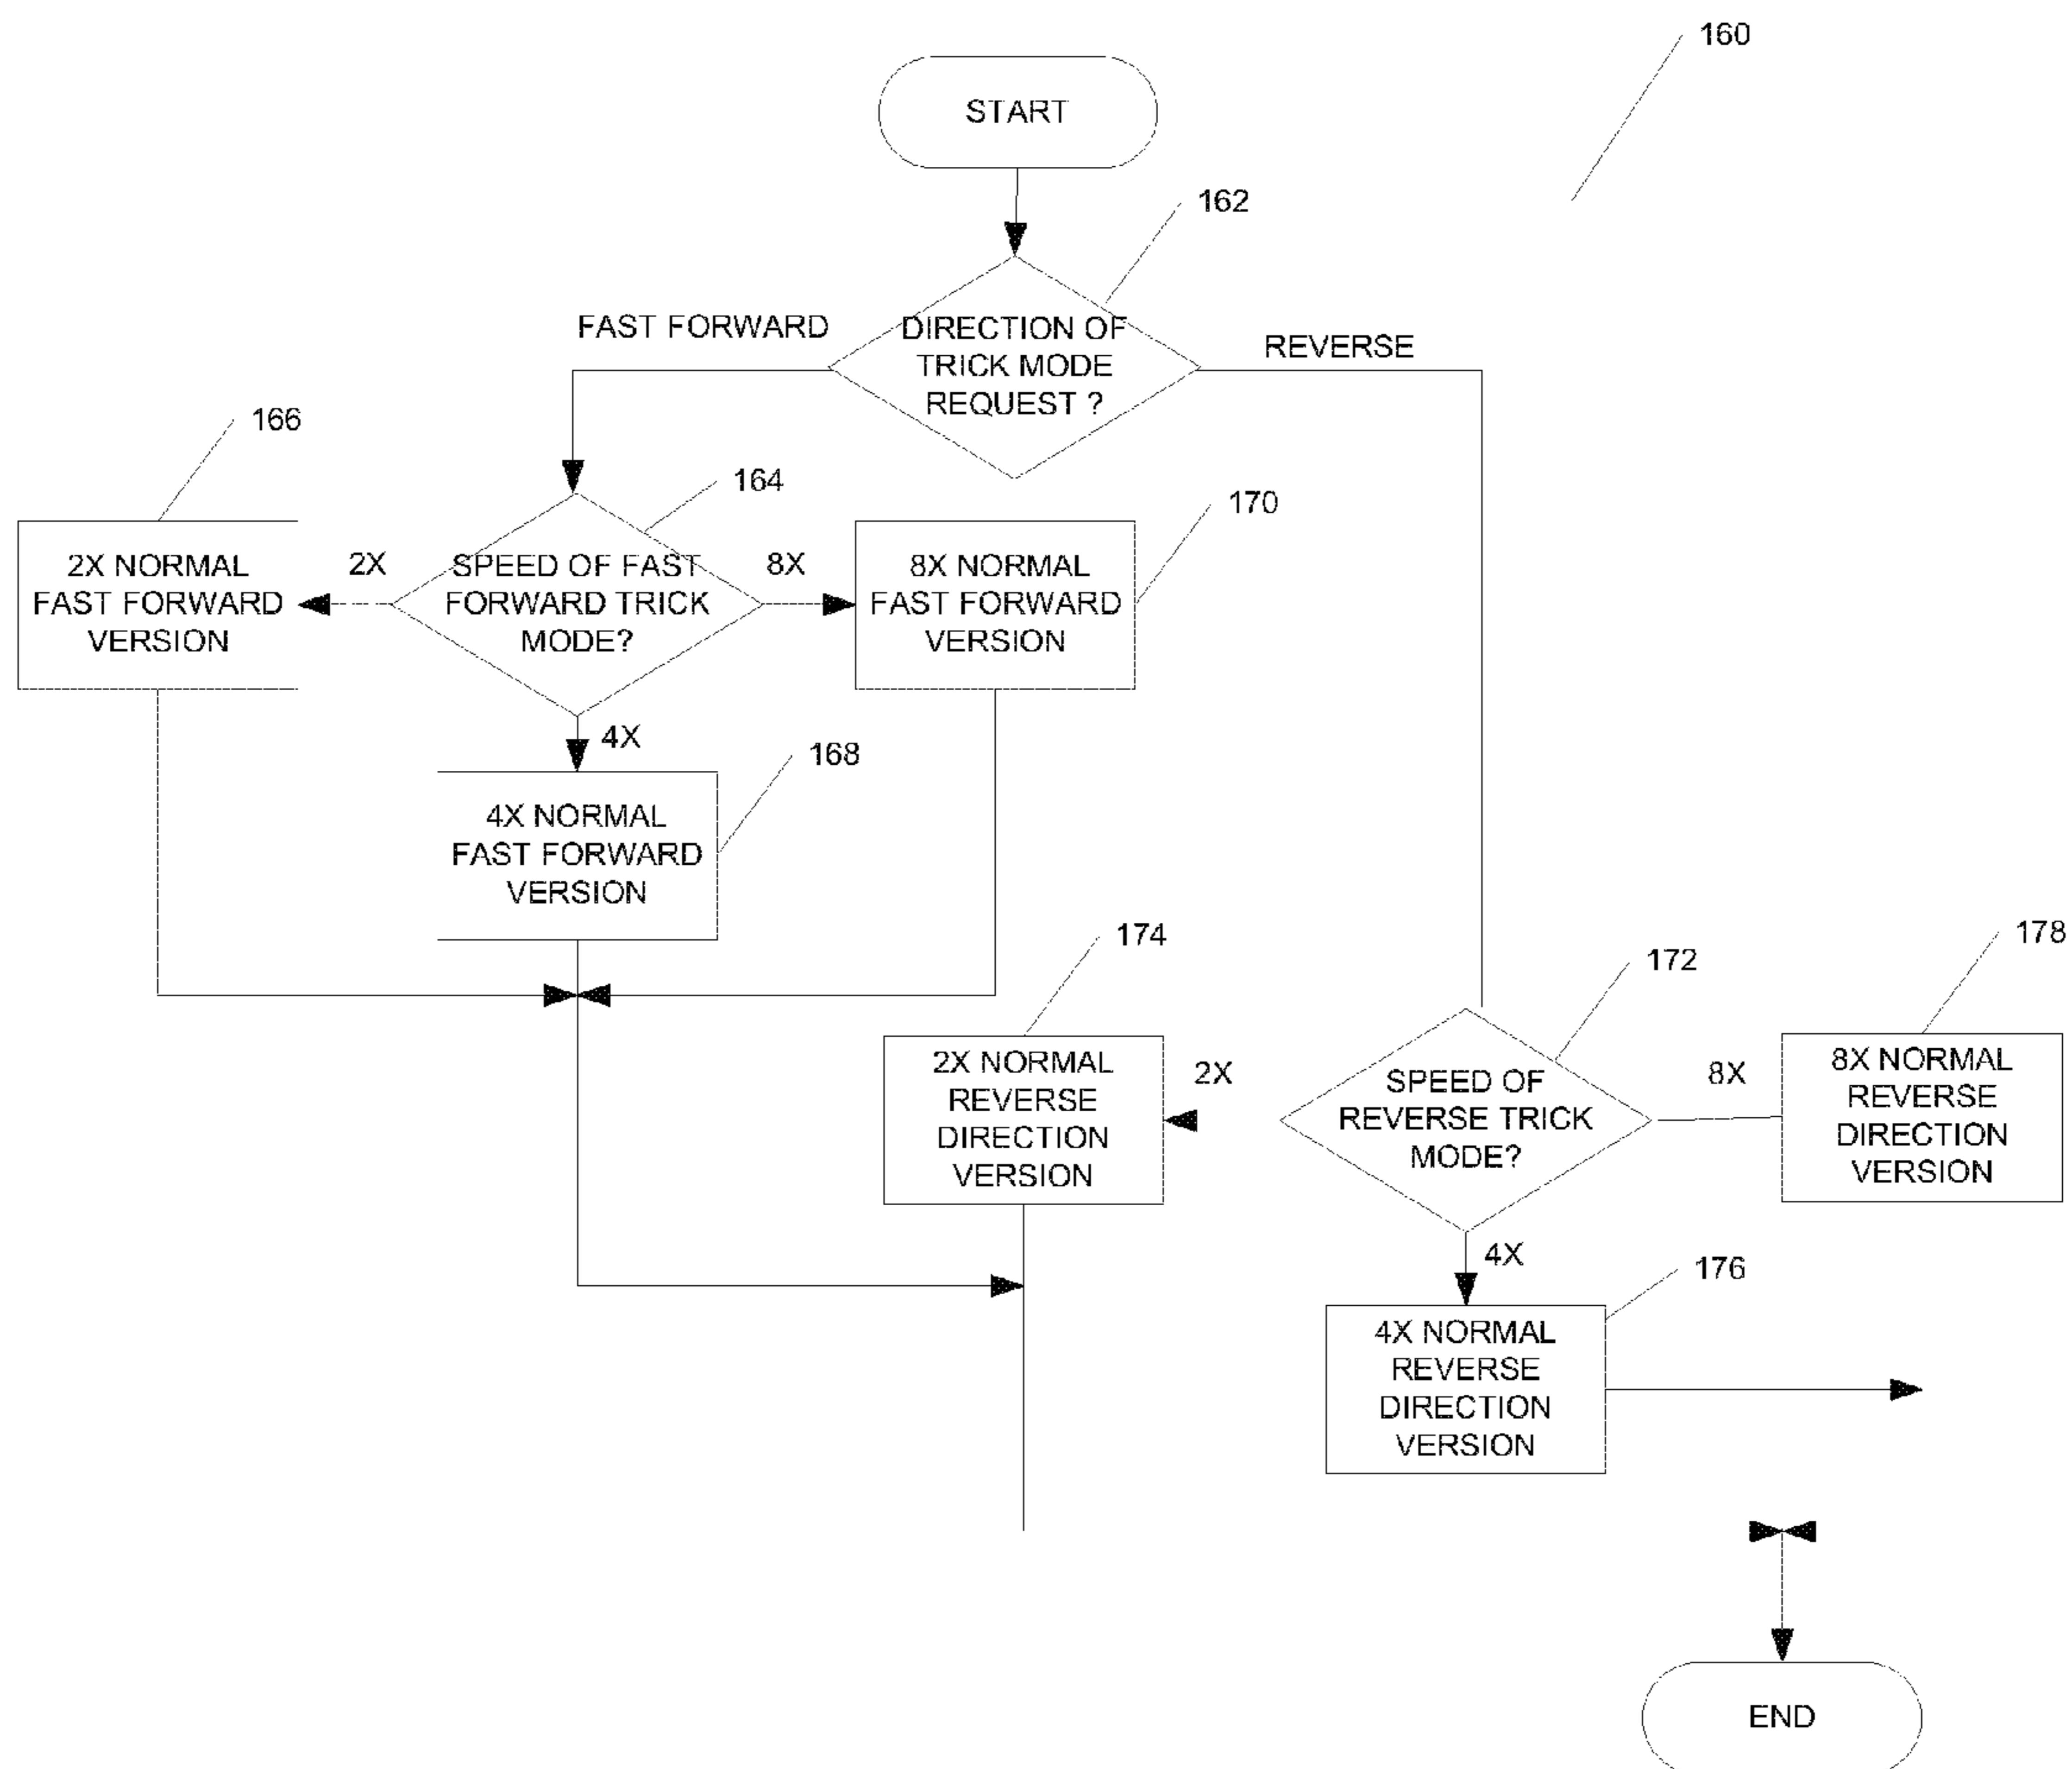 160
START
162
FAST FORWARD
DIRECTION OF
TRICK MODE
REQUEST ?
REVERSE
166
164
170
2X NORMAL
FAST FORWARD
VERSION
2X
SPEED OF FAST
FORWARD TRICK
MODE?
8X
8X NORMAL
FAST FORWARD
VERSION
4X
168
4X NORMAL
FAST FORWARD
VERSION
174
172
178
2X NORMAL
REVERSE
DIRECTION
VERSION
2X
SPEED OF
REVERSE TRICK
MODE?
8X
8X NORMAL
REVERSE
DIRECTION
VERSION
4X
176
4X NORMAL
REVERSE
DIRECTION
VERSION
END